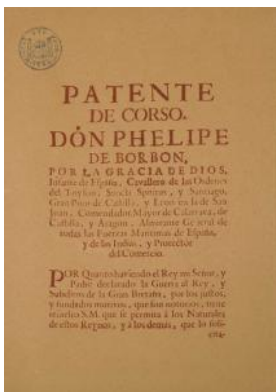 PATENTE
DE CORSO.
DÓN PHELIPE
DE BORBON,
POR LA GRACIA DE DIOS,
Infante de España, Cavallero de las Ordenes
del Toyson, Sancti Spiritus, y Santiago,
Gran Prior de Castilla, y Leon en la de San
Juan, Comendador Mayor de Calatrava, de
Castilla, y Aragon, Almirante General de
todas las Fuerzas Maritimas de España,
y de las Indias, y Protector
del Comercio.
POR Quanto haviendo el Rey mi Señor, y
Padre declarado la Guerra al Rey, y
Subditos de la Gran Bretaña, por los justos,
y fundados motivos, que son notorios, tiene
S.M. que se permita à los Naturales
de estos Reynos, y à los demàs, que lo soli-
cita-